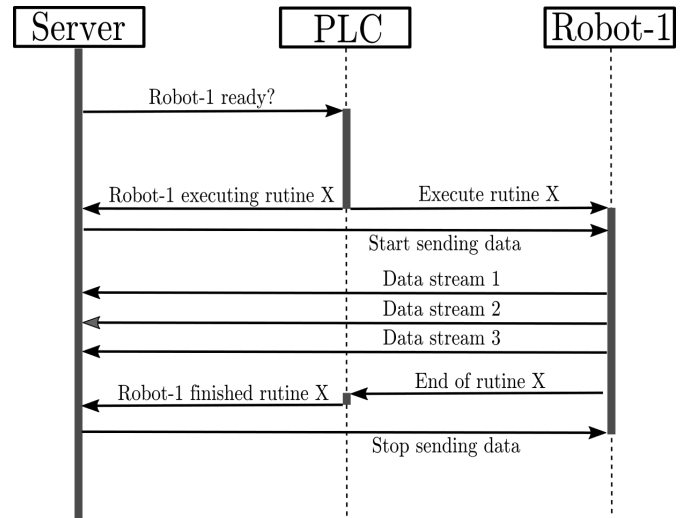 Server PLC Robot-1
Robot-1 ready?
Robot-1 executing rutine X
Execute rutine X
Start sending data
Data stream 1
Data stream 2
Data stream 3
End of rutine X
Robot-1 finished rutine X
Stop sending data